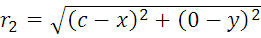 r₂ = √((c − x)² + (0 − y)²)